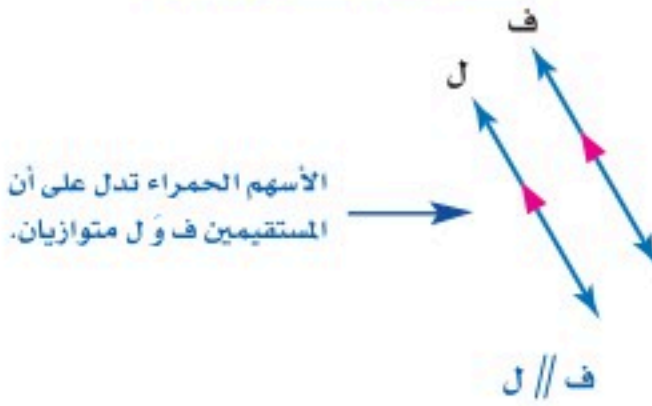 ف
ل
الأسهم الحمراء تدل على أن
المستقيمين ف وَ ل متوازيان.
ف // ل